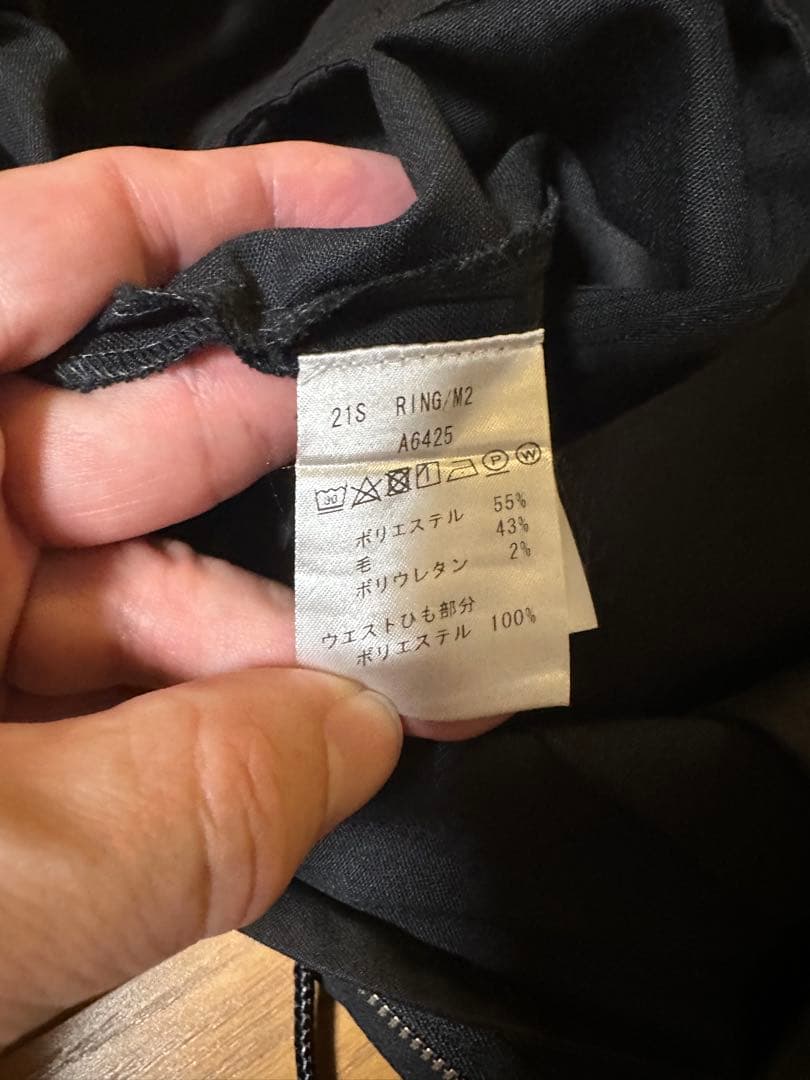 21S RING/M2
A6425
30 P W
ポリエステル 55%
毛 43%
ポリウレタン 2%
ウエストひも部分
ポリエステル 100%